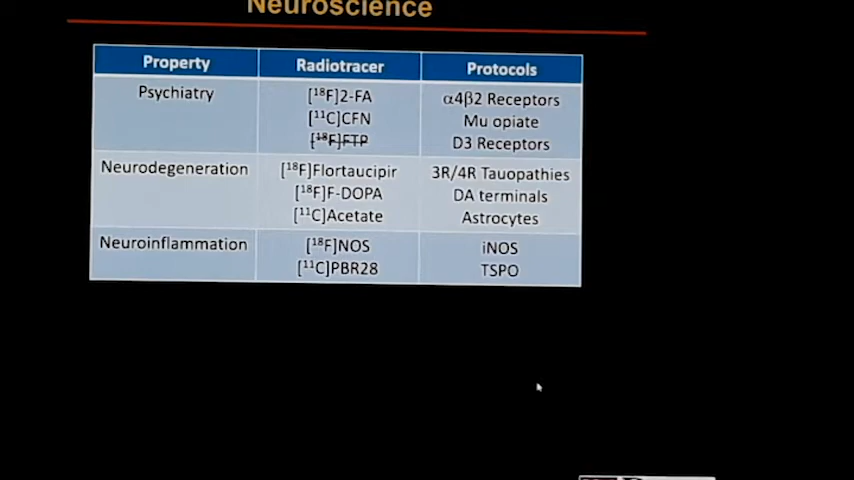 Neuroscience
Property Radiotracer Protocols
Psychiatry [¹⁸F]2-FA α4β2 Receptors
[¹¹C]CFN Mu opiate
[¹⁸F]FTP D3 Receptors
Neurodegeneration [¹⁸F]Flortaucipir 3R/4R Tauopathies
[¹⁸F]F-DOPA DA terminals
[¹¹C]Acetate Astrocytes
Neuroinflammation [¹⁸F]NOS iNOS
[¹¹C]PBR28 TSPO